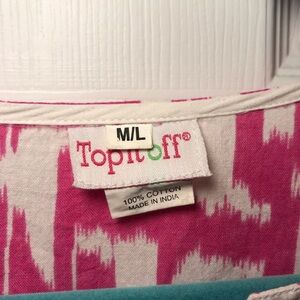 M/L
TopItOff®
100% COTTON
MADE IN INDIA